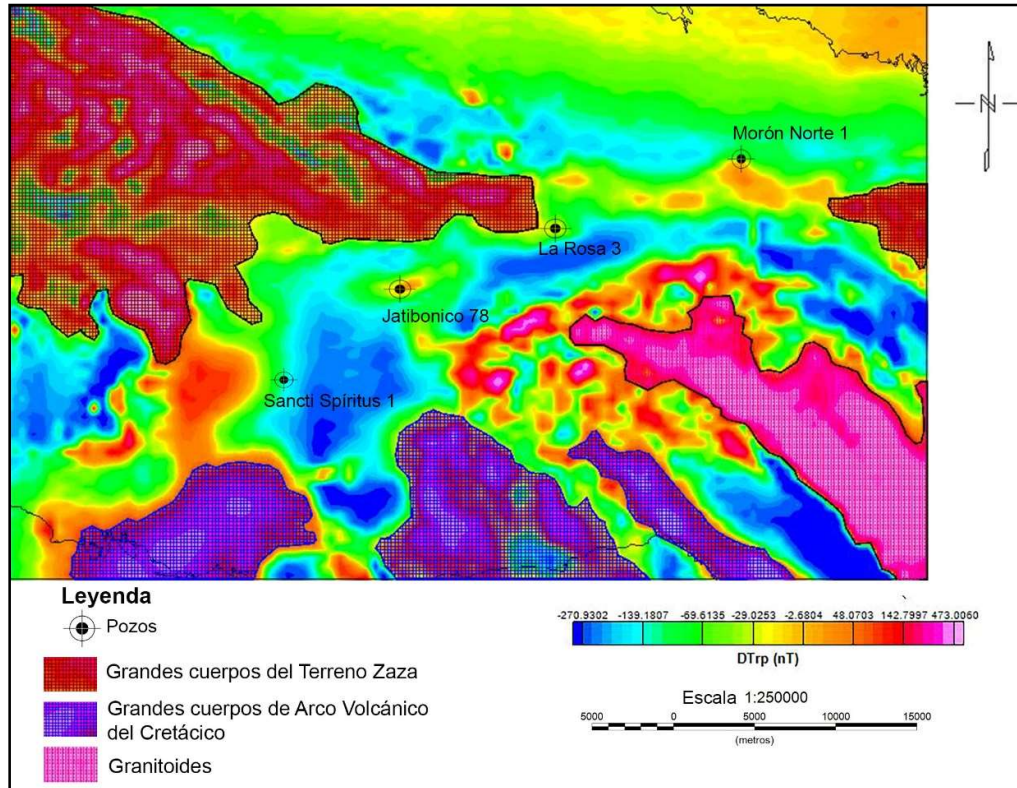 Morón Norte 1
La Rosa 3
Jatibonico 78
Sancti Spíritus 1
N
Leyenda
Pozos
Grandes cuerpos del Terreno Zaza
Grandes cuerpos de Arco Volcánico
del Cretácico
Granitoides
-270.9302 -139.1807 -69.6135 -29.0253 -2.6804 48.0703 142.7997 473.0060
DTrp (nT)
Escala 1:250000
5000 0 5000 10000 15000
(metros)